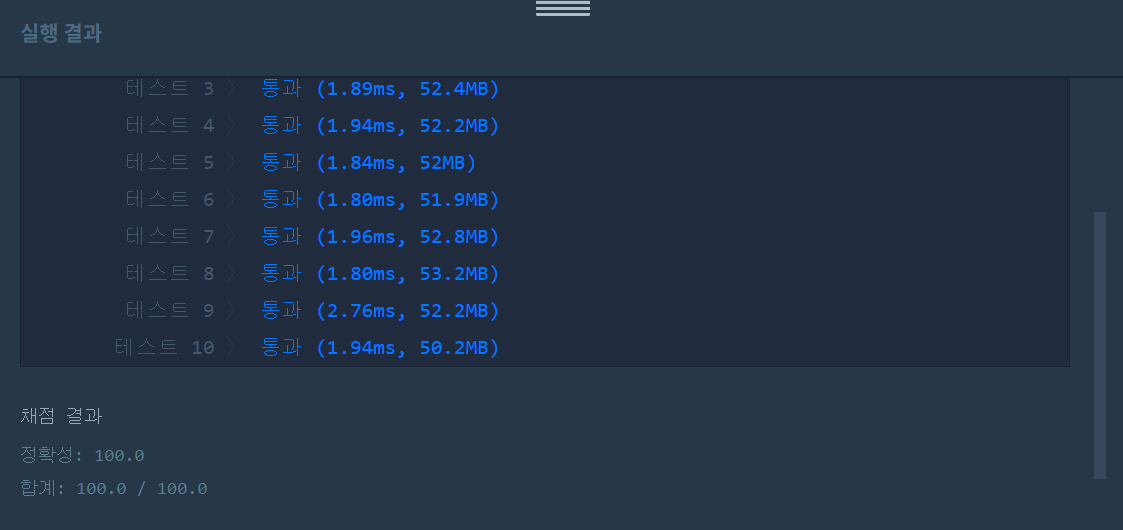 실행 결과
테스트 3 〉 통과 (1.89ms, 52.4MB)
테스트 4 〉 통과 (1.94ms, 52.2MB)
테스트 5 〉 통과 (1.84ms, 52MB)
테스트 6 〉 통과 (1.80ms, 51.9MB)
테스트 7 〉 통과 (1.96ms, 52.8MB)
테스트 8 〉 통과 (1.80ms, 53.2MB)
테스트 9 〉 통과 (2.76ms, 52.2MB)
테스트 10 〉 통과 (1.94ms, 50.2MB)
채점 결과
정확성: 100.0
합계: 100.0 / 100.0